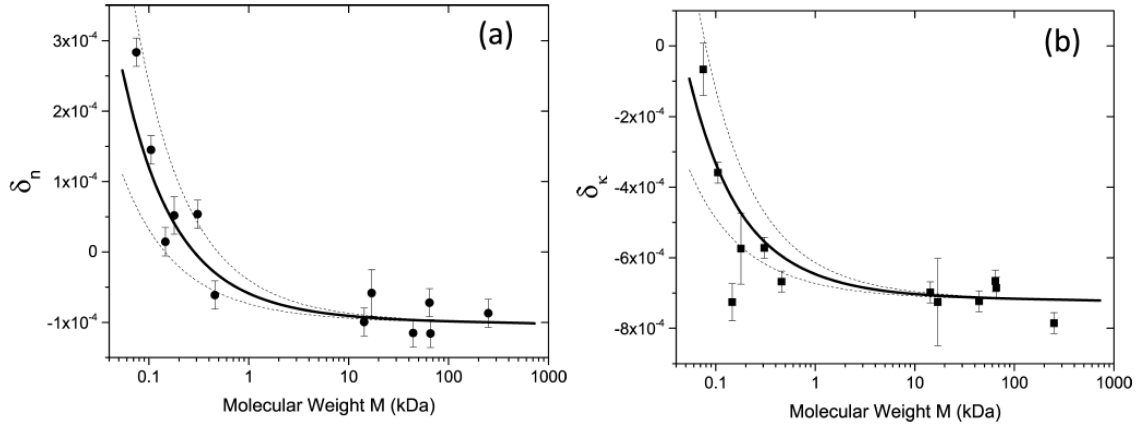 (a)
3x10⁻⁴
2x10⁻⁴
1x10⁻⁴
0
-1x10⁻⁴
δₙ
0.1 1 10 100 1000
Molecular Weight M (kDa)
(b)
0
-2x10⁻⁴
-4x10⁻⁴
-6x10⁻⁴
-8x10⁻⁴
δκ
0.1 1 10 100 1000
Molecular Weight M (kDa)